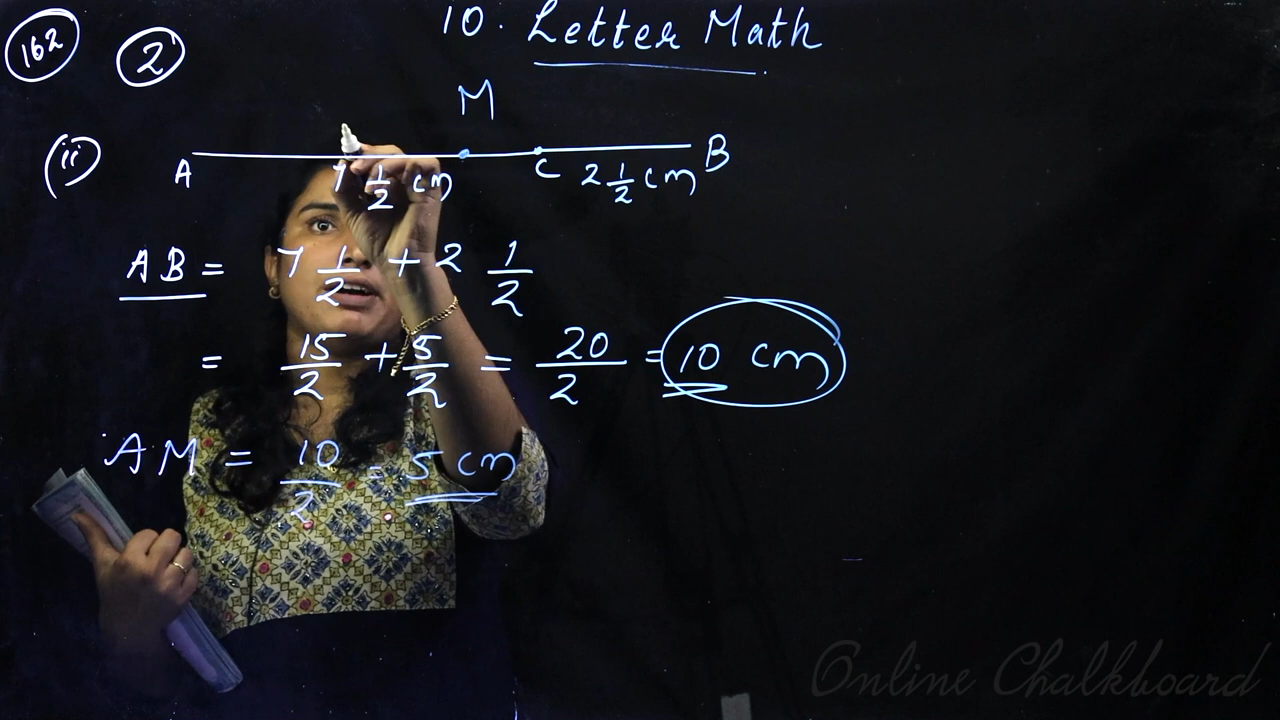 162 2 10. Letter Math
M
(ii) A 7 1/2 cm C 2 1/2 cm B
AB = 7 1/2 + 2 1/2
= 15/2 + 5/2 = 20/2 = 10 cm
AM = 10/2 = 5 cm
Online Chalkboard